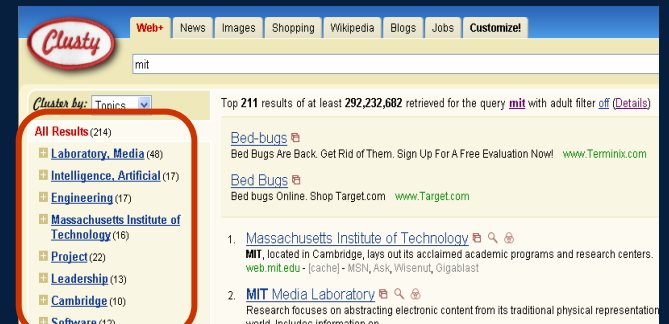 Clusty
Web+ News Images Shopping Wikipedia Blogs Jobs Customize!
mit
Cluster by: Topics
All Results (214)
Laboratory, Media (48)
Intelligence, Artificial (17)
Engineering (17)
Massachusetts Institute of
Technology (16)
Project (22)
Leadership (13)
Cambridge (10)
Software (12)
Top 211 results of at least 292,232,682 retrieved for the query mit with adult filter off (Details)
Bed-bugs
Bed Bugs Are Back. Get Rid of Them. Sign Up For A Free Evaluation Now! www.Terminix.com
Bed Bugs
Bed bugs Online. Shop Target.com www.Target.com
1. Massachusetts Institute of Technology
MIT, located in Cambridge, lays out its acclaimed academic programs and research centers.
web.mit.edu - [cache] - MSN, Ask, Wisenut, Gigablast
2. MIT Media Laboratory
Research focuses on abstracting electronic content from its traditional physical representation
world. Includes information on